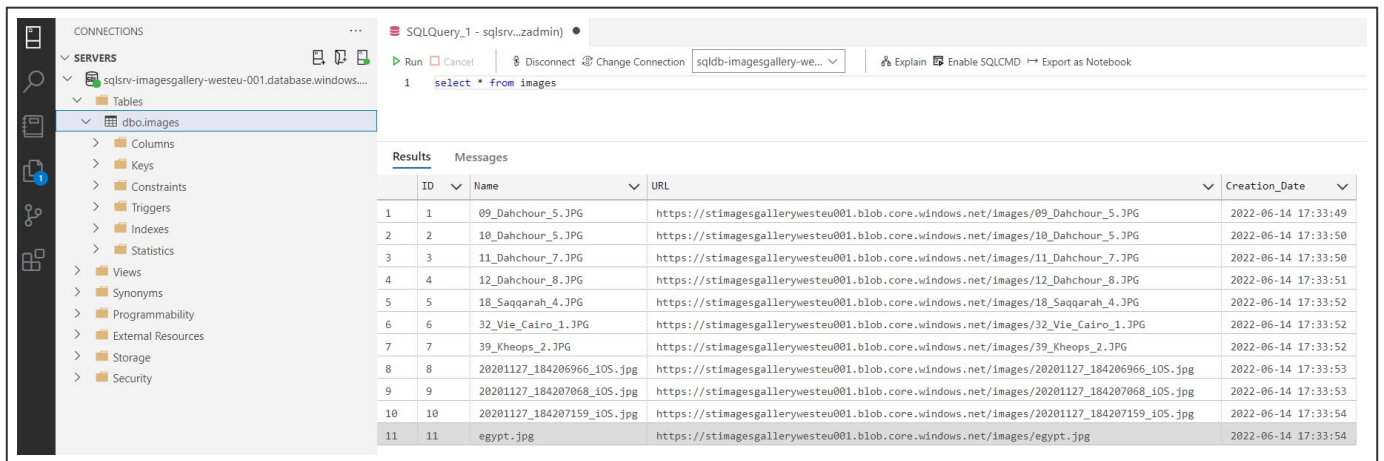 CONNECTIONS ...
SERVERS
sqlsrv-imagesgallery-westeu-001.database.windows....
Tables
dbo.images
Columns
Keys
Constraints
Triggers
Indexes
Statistics
Views
Synonyms
Programmability
External Resources
Storage
Security
1
SQLQuery_1 - sqlsrv...zadmin)
Run Cancel Disconnect Change Connection sqldb-imagesgallery-we... Explain Enable SQLCMD Export as Notebook
1 select * from images
Results Messages
ID Name URL Creation_Date
1 1 09_Dahchour_5.JPG https://stimagesgallerywesteu001.blob.core.windows.net/images/09_Dahchour_5.JPG 2022-06-14 17:33:49
2 2 10_Dahchour_5.JPG https://stimagesgallerywesteu001.blob.core.windows.net/images/10_Dahchour_5.JPG 2022-06-14 17:33:50
3 3 11_Dahchour_7.JPG https://stimagesgallerywesteu001.blob.core.windows.net/images/11_Dahchour_7.JPG 2022-06-14 17:33:50
4 4 12_Dahchour_8.JPG https://stimagesgallerywesteu001.blob.core.windows.net/images/12_Dahchour_8.JPG 2022-06-14 17:33:51
5 5 18_Saqqarah_4.JPG https://stimagesgallerywesteu001.blob.core.windows.net/images/18_Saqqarah_4.JPG 2022-06-14 17:33:52
6 6 32_Vie_Cairo_1.JPG https://stimagesgallerywesteu001.blob.core.windows.net/images/32_Vie_Cairo_1.JPG 2022-06-14 17:33:52
7 7 39_Kheops_2.JPG https://stimagesgallerywesteu001.blob.core.windows.net/images/39_Kheops_2.JPG 2022-06-14 17:33:52
8 8 20201127_184206966_iOS.jpg https://stimagesgallerywesteu001.blob.core.windows.net/images/20201127_184206966_iOS.jpg 2022-06-14 17:33:53
9 9 20201127_184207068_iOS.jpg https://stimagesgallerywesteu001.blob.core.windows.net/images/20201127_184207068_iOS.jpg 2022-06-14 17:33:53
10 10 20201127_184207159_iOS.jpg https://stimagesgallerywesteu001.blob.core.windows.net/images/20201127_184207159_iOS.jpg 2022-06-14 17:33:54
11 11 egypt.jpg https://stimagesgallerywesteu001.blob.core.windows.net/images/egypt.jpg 2022-06-14 17:33:54